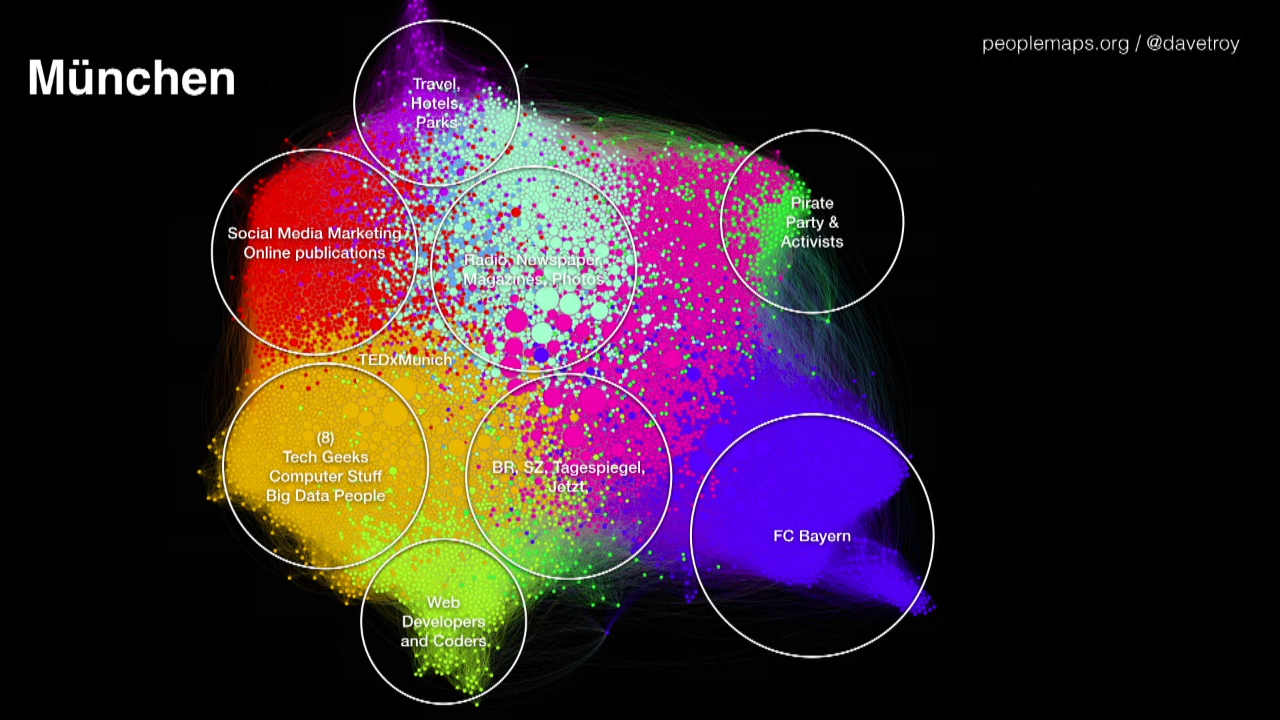 München
peoplemaps.org / @davetroy
Travel,
Hotels,
Parks
Pirate
Party &
Activists
Social Media Marketing
Online publications
Radio, Newspaper,
Magazines, Photos
TEDxMunich
(8)
Tech Geeks
Computer Stuff
Big Data People
BR, SZ, Tagespiegel,
Jetzt,
FC Bayern
Web
Developers
and Coders